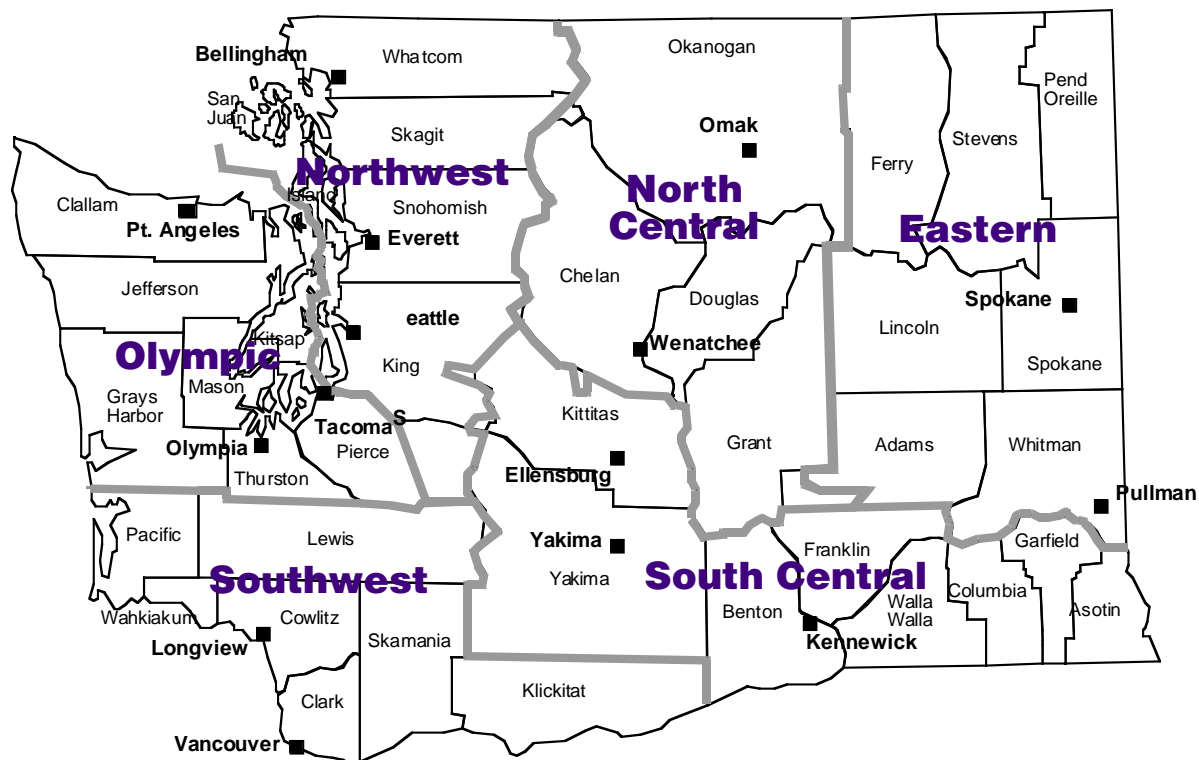 Bellingham
Whatcom
Okanogan
Pend
Oreille
San
Juan
Skagit
Omak
Stevens
Ferry
Northwest
Island
Snohomish
North
Central
Eastern
Clallam
Pt. Angeles
Everett
Jefferson
Chelan
Douglas
Spokane
eattle
Lincoln
Olympic
Kitsap
King
Wenatchee
Spokane
Mason
Grays
Harbor
Kittitas
Tacoma
S
Pierce
Grant
Adams
Whitman
Olympia
Thurston
Ellensburg
Pullman
Pacific
Lewis
Yakima
Franklin
Garfield
Southwest
Yakima
South Central
Columbia
Wahkiakum
Cowlitz
Benton
Walla
Walla
Asotin
Longview
Skamania
Kennewick
Clark
Klickitat
Vancouver